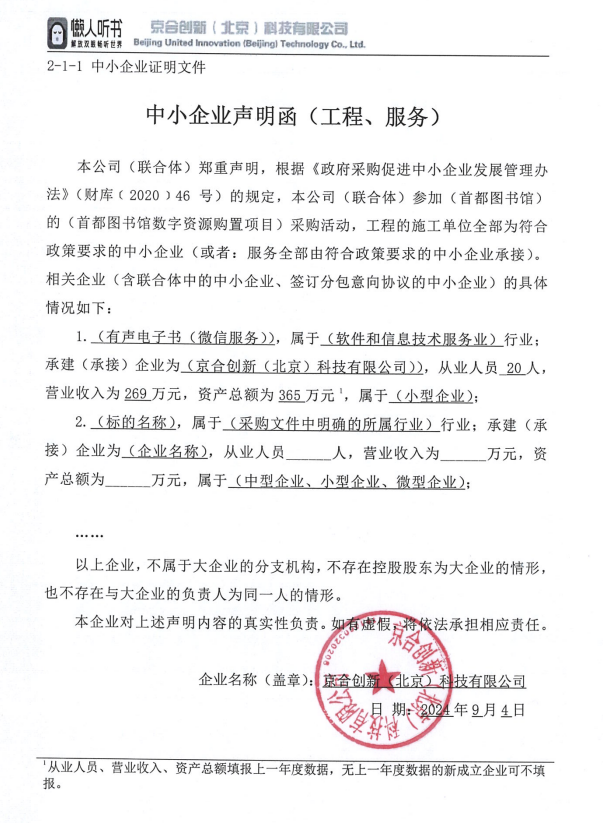 懒人听书
解放双眼畅听世界
京合创新（北京）科技有限公司
Beijing United Innovation (Beijing) Technology Co., Ltd.
2-1-1 中小企业证明文件
中小企业声明函（工程、服务）
本公司（联合体）郑重声明，根据《政府采购促进中小企业发展管理办
法》（财库﹝2020﹞46 号）的规定，本公司（联合体）参加（首都图书馆）
的（首都图书馆数字资源购置项目）采购活动，工程的施工单位全部为符合
政策要求的中小企业（或者：服务全部由符合政策要求的中小企业承接）。
相关企业（含联合体中的中小企业、签订分包意向协议的中小企业）的具体
情况如下：
1.（有声电子书（微信服务)），属于（软件和信息技术服务业）行业；
承建（承接）企业为（京合创新（北京）科技有限公司)），从业人员 20 人，
营业收入为 269 万元，资产总额为 365 万元¹，属于（小型企业）；
2.（标的名称），属于（采购文件中明确的所属行业）行业；承建（承
接）企业为（企业名称），从业人员______人，营业收入为______万元，资
产总额为______万元，属于（中型企业、小型企业、微型企业）；
……
以上企业，不属于大企业的分支机构，不存在控股股东为大企业的情形，
也不存在与大企业的负责人为同一人的情形。
本企业对上述声明内容的真实性负责。如有虚假，将依法承担相应责任。
企业名称（盖章）：京合创新（北京）科技有限公司
日 期：2024 年 9 月 4 日
京合创新（北京）科技有限公司
¹从业人员、营业收入、资产总额填报上一年度数据，无上一年度数据的新成立企业可不填
报。